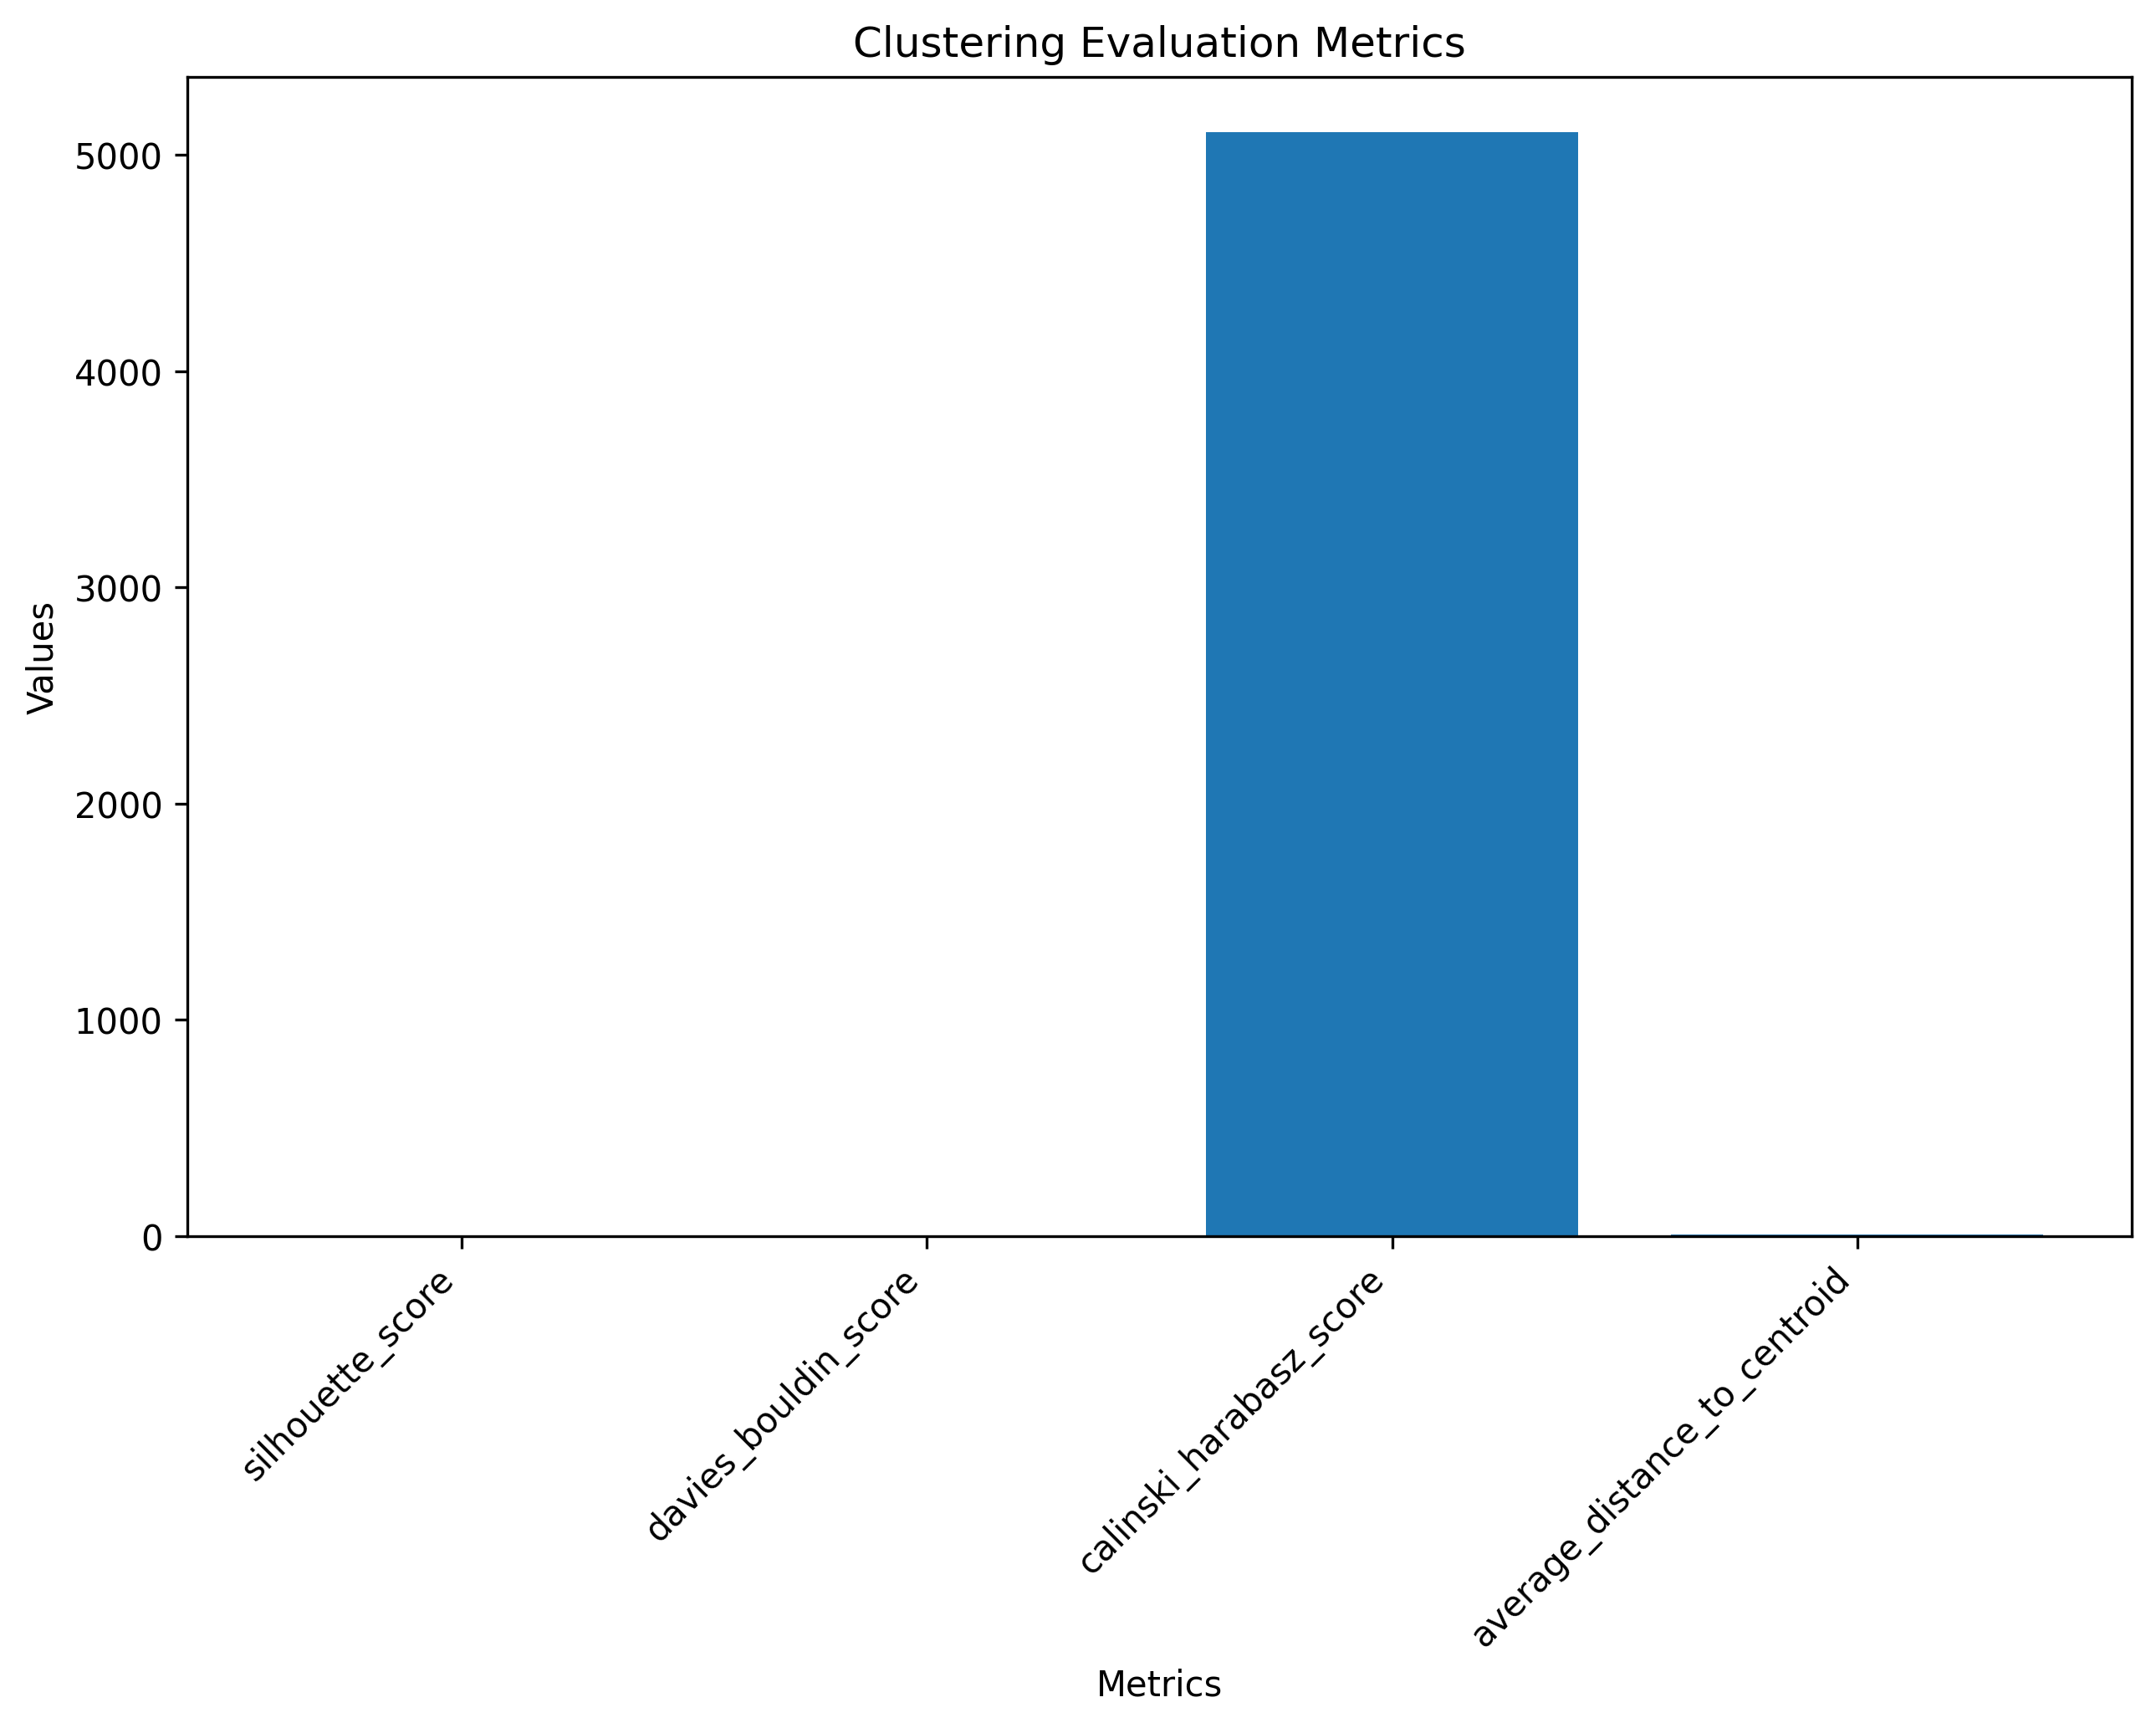 Clustering Evaluation Metrics
Values
5000
4000
3000
2000
1000
0
silhouette_score
davies_bouldin_score
calinski_harabasz_score
average_distance_to_centroid
Metrics